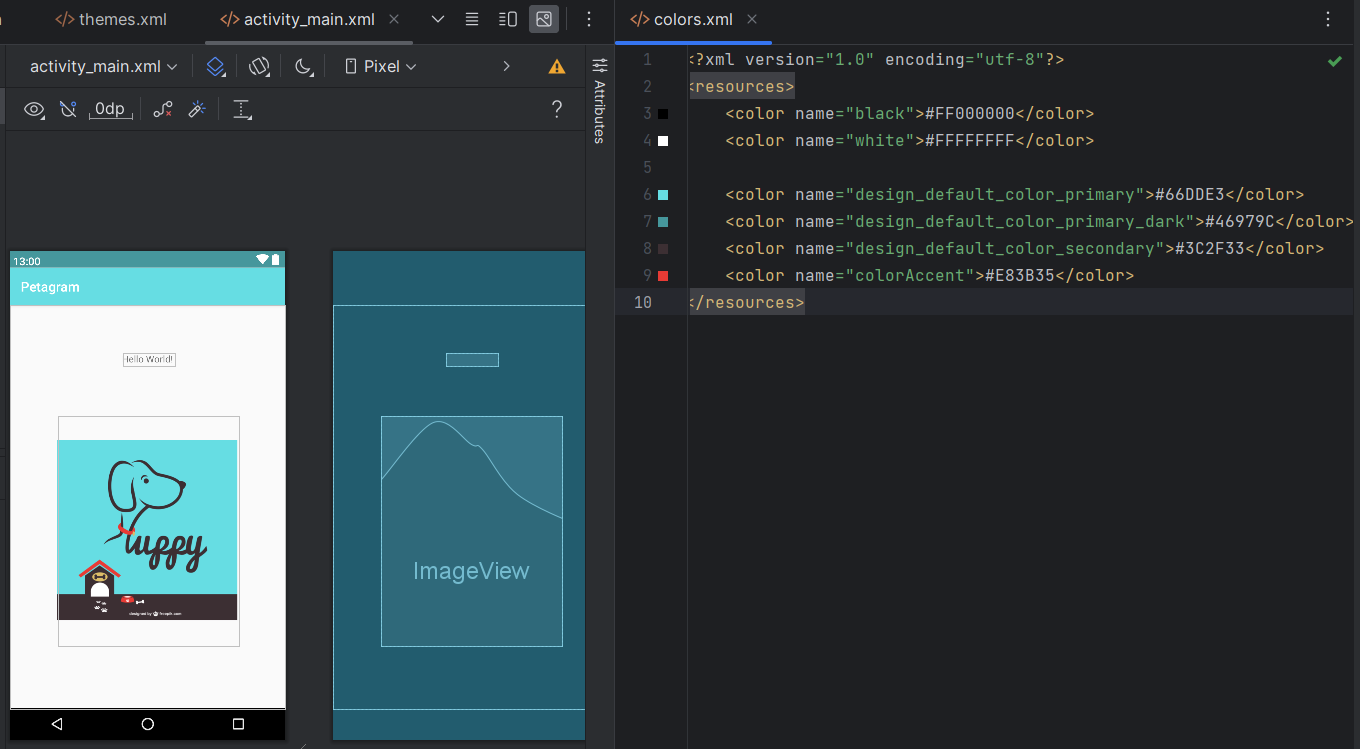 themes.xml
activity_main.xml
colors.xml
activity_main.xml
Pixel
0dp
?
Attributes
13:00
Petagram
Hello World!
Puppy
designed by freepik.com
ImageView
1 <?xml version="1.0" encoding="utf-8"?>
2 <resources>
3 <color name="black">#FF000000</color>
4 <color name="white">#FFFFFFFF</color>
5
6 <color name="design_default_color_primary">#66DDE3</color>
7 <color name="design_default_color_primary_dark">#46979C</color>
8 <color name="design_default_color_secondary">#3C2F33</color>
9 <color name="colorAccent">#E83B35</color>
10 </resources>